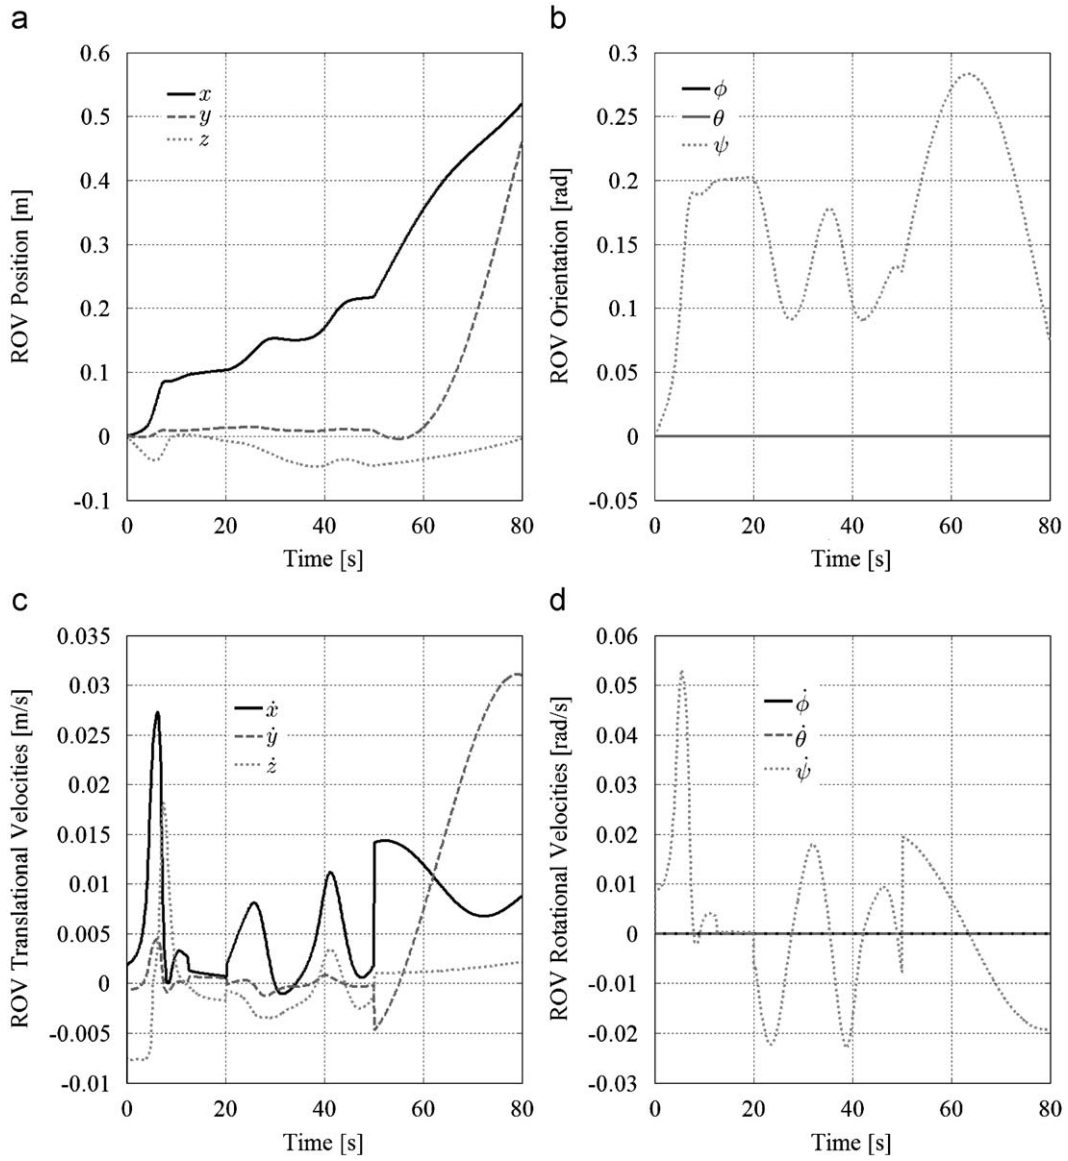 a
ROV Position [m]
0.6
0.5
0.4
0.3
0.2
0.1
0
-0.1
x
y
z
0 20 40 60 80
Time [s]
b
ROV Orientation [rad]
0.3
0.25
0.2
0.15
0.1
0.05
0
-0.05
ϕ
θ
ψ
0 20 40 60 80
Time [s]
c
ROV Translational Velocities [m/s]
0.035
0.03
0.025
0.02
0.015
0.01
0.005
0
-0.005
-0.01
ẋ
ẏ
ż
0 20 40 60 80
Time [s]
d
ROV Rotational Velocities [rad/s]
0.06
0.05
0.04
0.03
0.02
0.01
0
-0.01
-0.02
-0.03
ϕ̇
θ̇
ψ̇
0 20 40 60 80
Time [s]